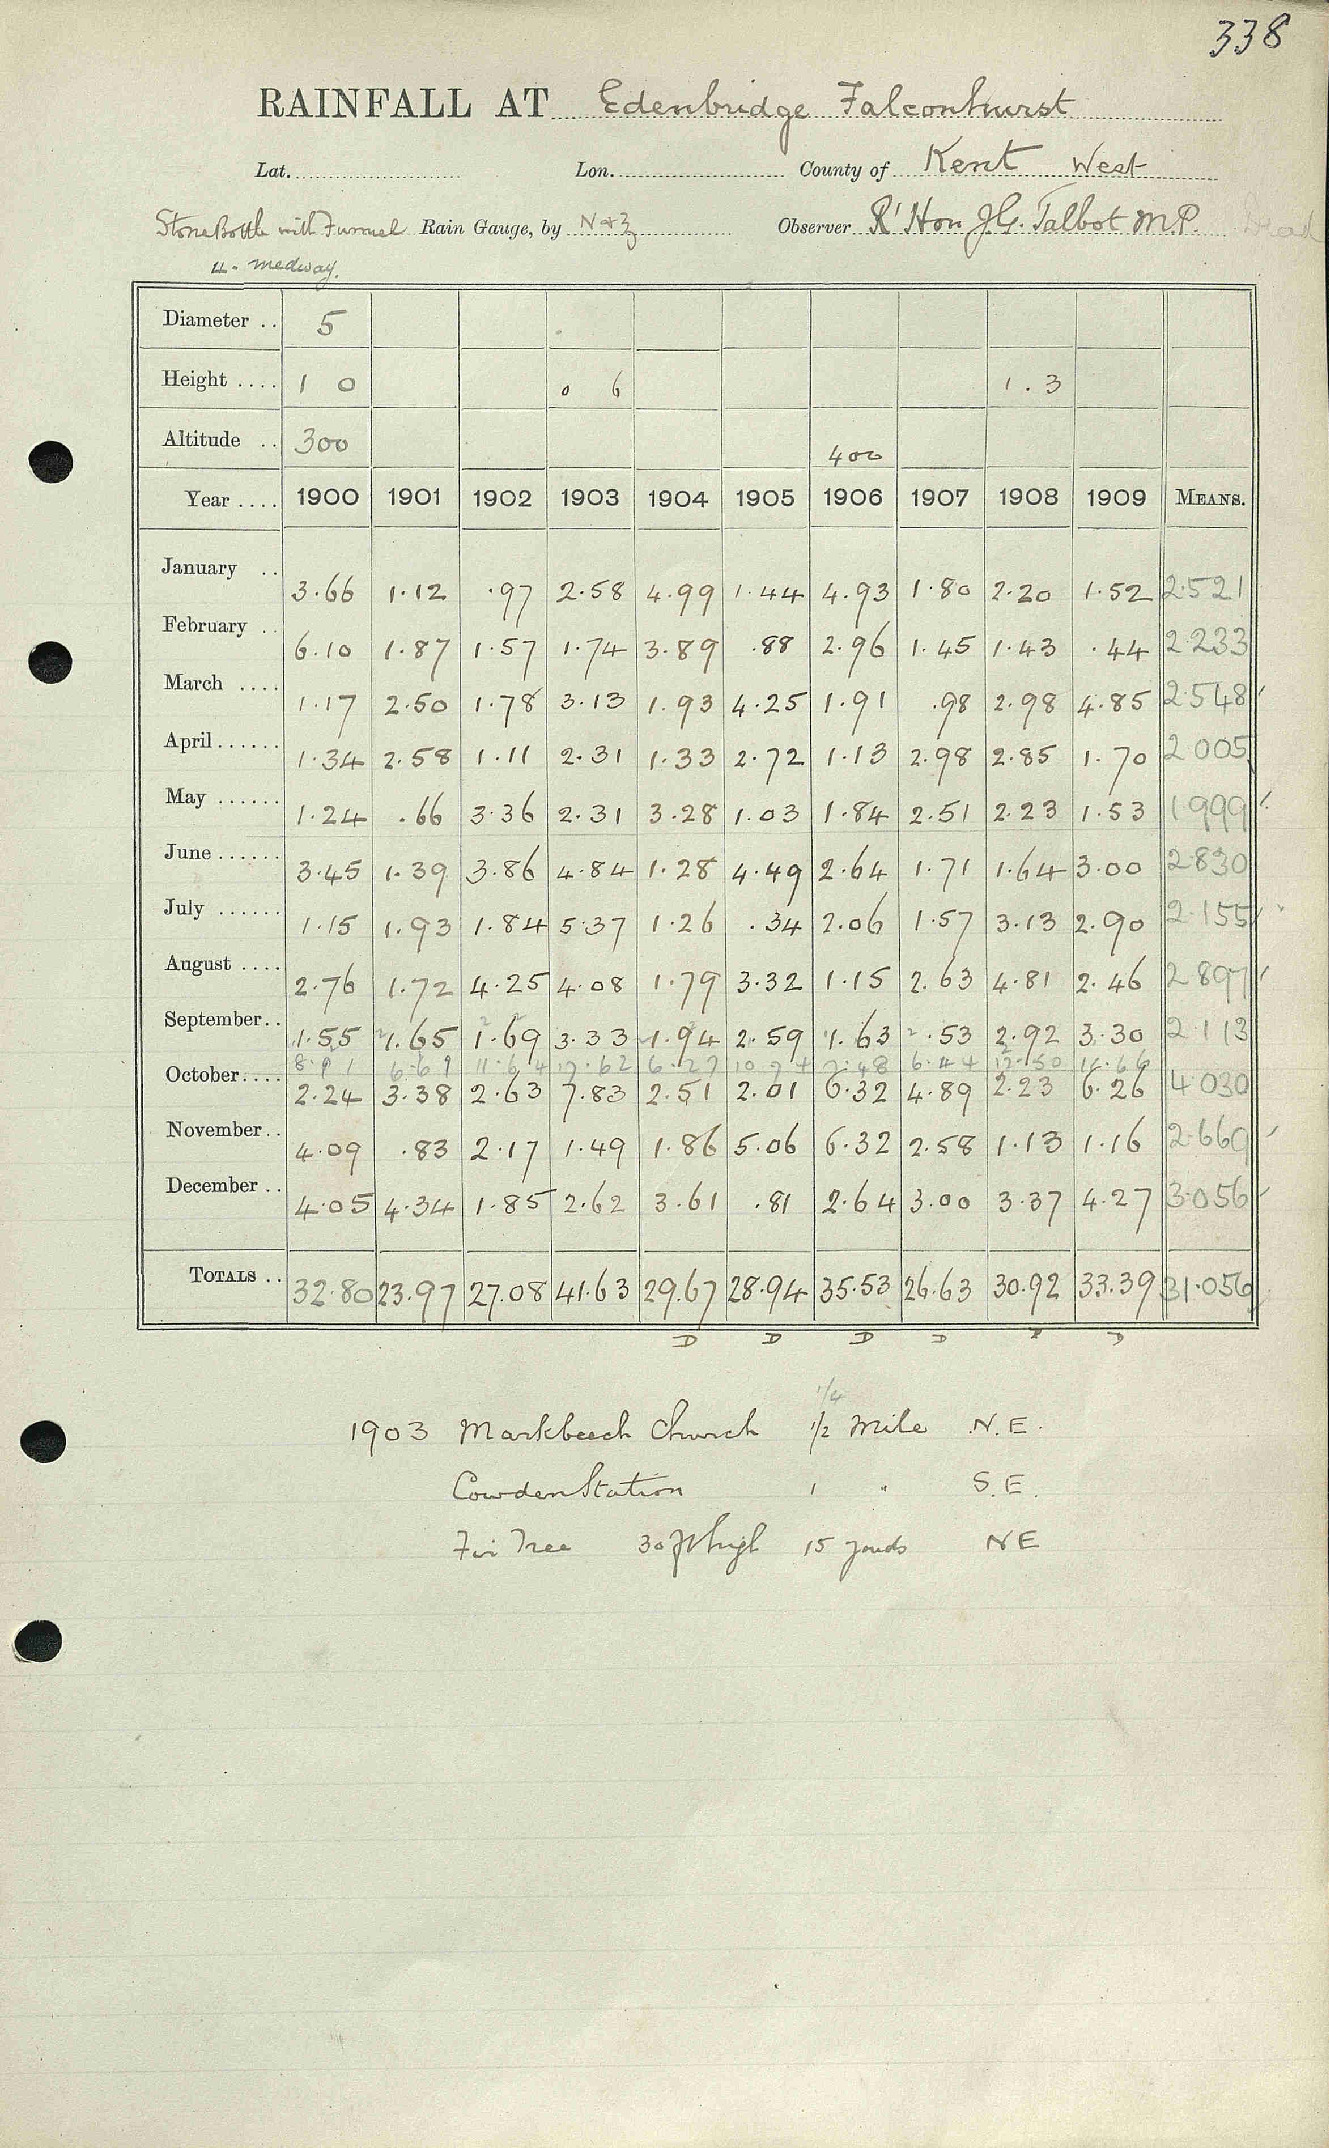 338
RAINFALL AT Edenbridge Falconhurst
Lat. Lon. County of Kent West
Stone Bottle with Funnel Rain Gauge, by N & Z Observer Rt Hon J.G. Talbot M.P. Dead
4. Medway.
Diameter .. 5
Height .... 1 0 0 6 1.3
Altitude .. 300 400
Year .... 1900 1901 1902 1903 1904 1905 1906 1907 1908 1909 MEANS.
January .. 3.66 1.12 .97 2.58 4.99 1.44 4.93 1.80 2.20 1.52 2.521
February .. 6.10 1.87 1.57 1.74 3.89 .88 2.96 1.45 1.43 .44 2.233
March .... 1.17 2.50 1.78 3.13 1.93 4.25 1.91 .98 2.98 4.85 2.548
April ...... 1.34 2.58 1.11 2.31 1.33 2.72 1.13 2.98 2.85 1.70 2.005
May ...... 1.24 .66 3.36 2.31 3.28 1.03 1.84 2.51 2.23 1.53 1.999
June ...... 3.45 1.39 3.86 4.84 1.28 4.49 2.64 1.71 1.64 3.00 2.830
July ...... 1.15 1.93 1.84 5.37 1.26 .34 2.06 1.57 3.13 2.90 2.155
August .... 2.76 1.72 4.25 4.08 1.79 3.32 1.15 2.63 4.81 2.46 2.897
September .. 1.55 1.65 1.69 3.33 1.94 2.59 1.63 .53 2.92 3.30 2.113
6.69 11.64 17.62 6.27 6.44 12.50
October .... 2.24 3.38 2.63 7.83 2.51 2.01 6.32 4.89 2.23 6.26 4.030
November .. 4.09 .83 2.17 1.49 1.86 5.06 6.32 2.58 1.13 1.16 2.669
December .. 4.05 4.34 1.85 2.62 3.61 .81 2.64 3.00 3.37 4.27 3.056
TOTALS .. 32.80 23.97 27.08 41.63 29.67 28.94 35.53 26.63 30.92 33.39 31.056
D D D D D D
1/4
1903 Markbeech Church 1/2 Mile N.E.
Cowden Station 1 " S.E.
Fir Tree 30 ft high 15 yards NE